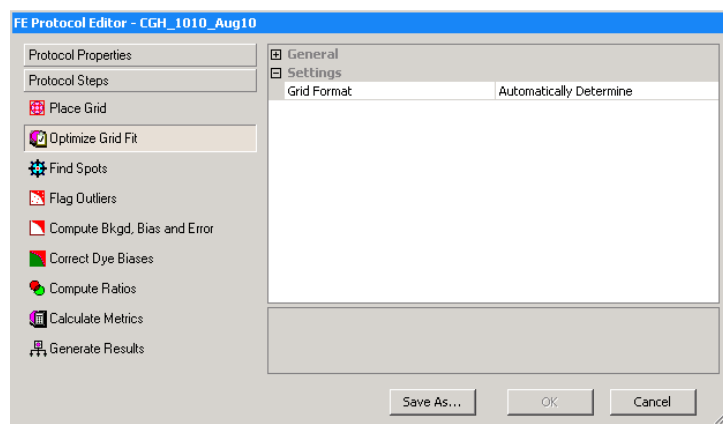 FE Protocol Editor - CGH_1010_Aug10
Protocol Properties
Protocol Steps
Place Grid
Optimize Grid Fit
Find Spots
Flag Outliers
Compute Bkgd, Bias and Error
Correct Dye Biases
Compute Ratios
Calculate Metrics
Generate Results
General
Settings
Grid Format Automatically Determine
Save As... OK Cancel